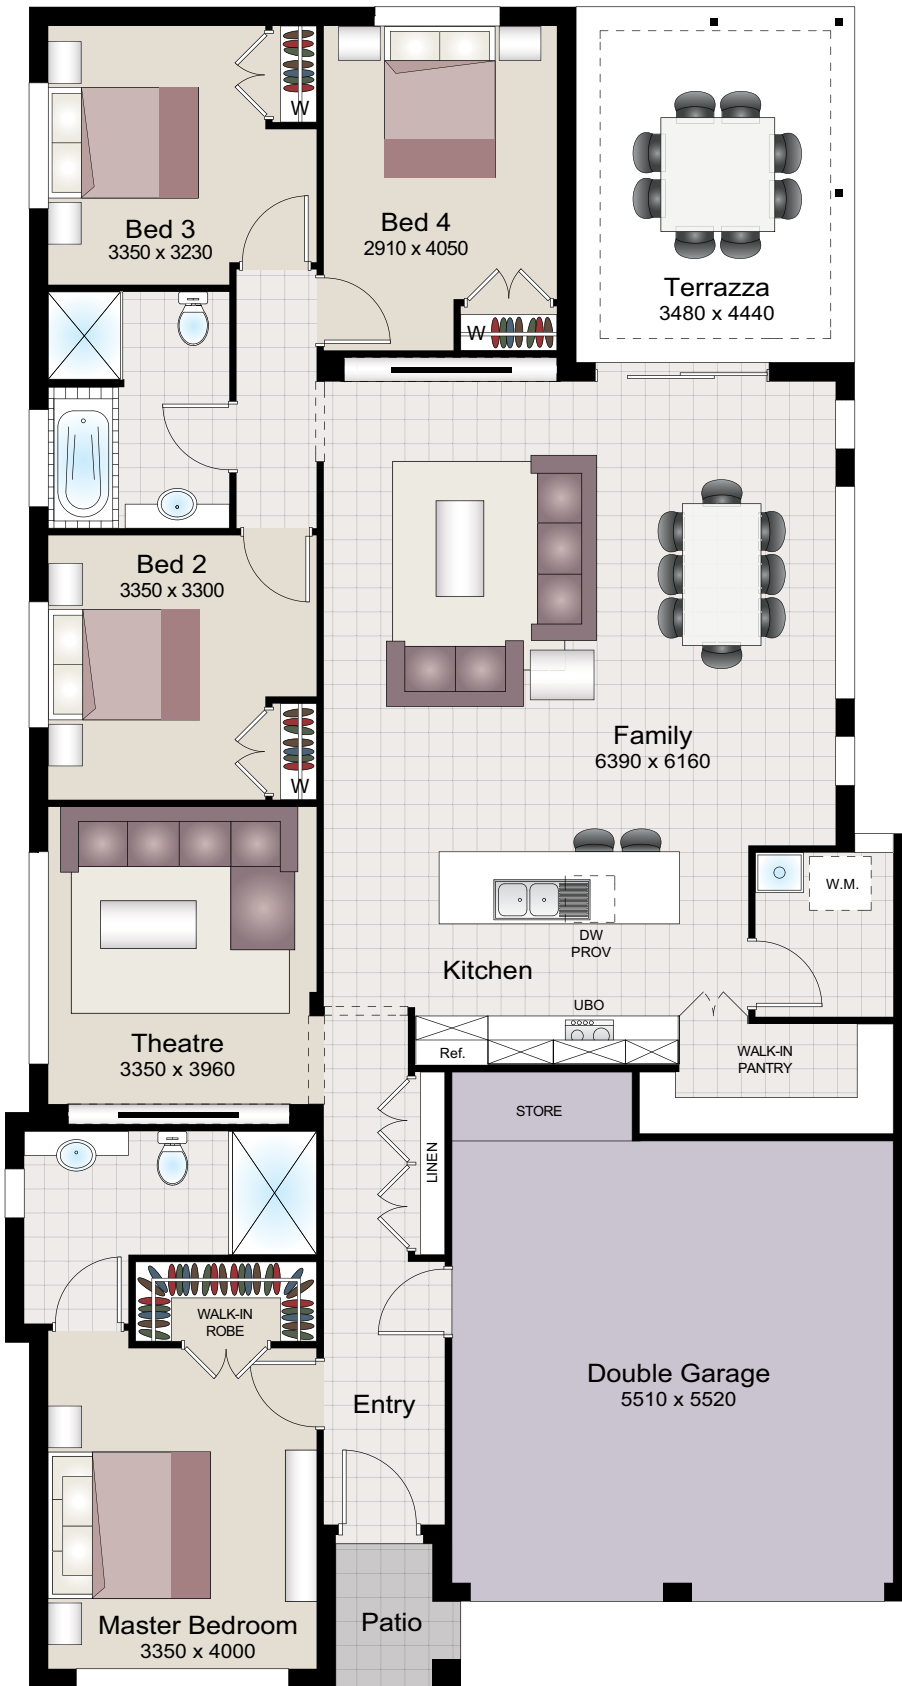 W
Bed 3
3350 x 3230
Bed 4
2910 x 4050
W
Terrazza
3480 x 4440
Bed 2
3350 x 3300
W
Family
6390 x 6160
W.M.
DW
PROV
Kitchen
UBO
Ref.
WALK-IN
PANTRY
Theatre
3350 x 3960
STORE
LINEN
WALK-IN
ROBE
Double Garage
5510 x 5520
Entry
Master Bedroom
3350 x 4000
Patio